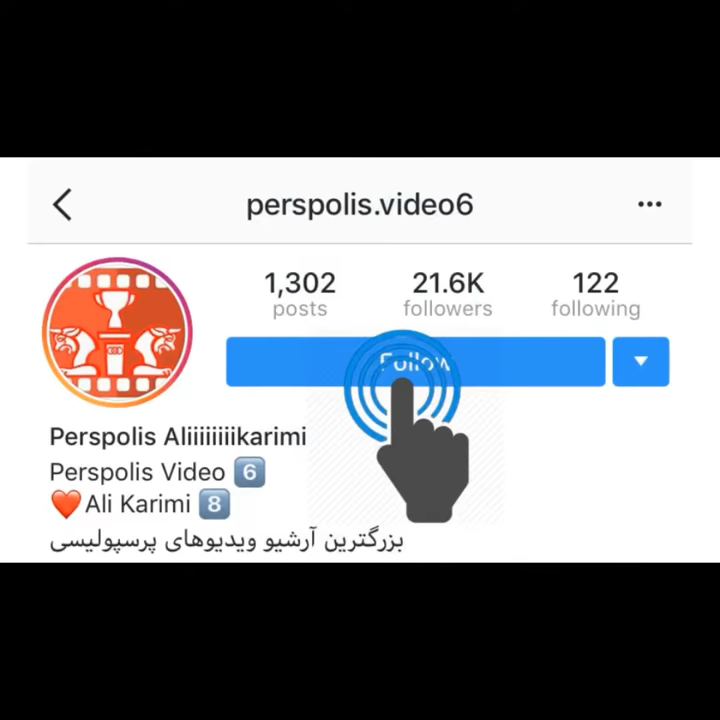 perspolis.video6
1,302 21.6K 122
posts followers following
Follow
Perspolis Aliiiiiiiikarimi
Perspolis Video 6️⃣
❤️Ali Karimi 8️⃣
بزرگترین آرشیو ویدیوهای پرسپولیسی